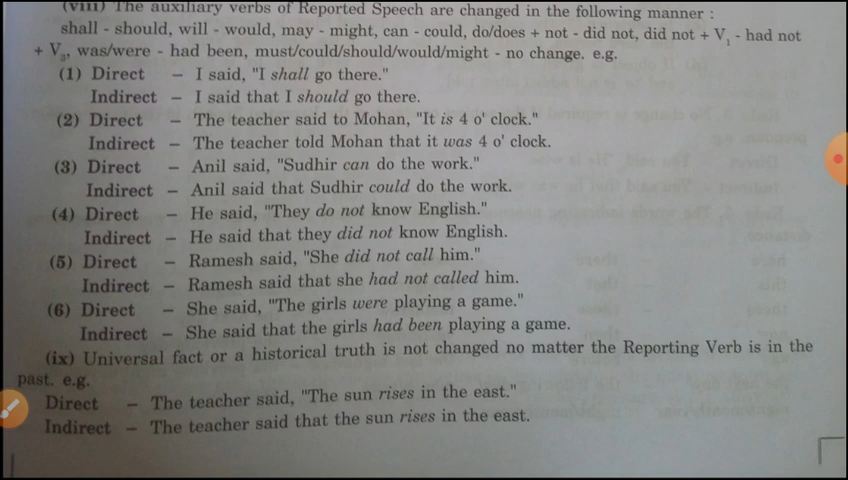 (viii) The auxiliary verbs of Reported Speech are changed in the following manner :
shall - should, will - would, may - might, can - could, do/does + not - did not, did not + V₁ - had not
+ V₃, was/were - had been, must/could/should/would/might - no change. e.g.
(1) Direct – I said, "I shall go there."
Indirect – I said that I should go there.
(2) Direct – The teacher said to Mohan, "It is 4 o' clock."
Indirect – The teacher told Mohan that it was 4 o' clock.
(3) Direct – Anil said, "Sudhir can do the work."
Indirect – Anil said that Sudhir could do the work.
(4) Direct – He said, "They do not know English."
Indirect – He said that they did not know English.
(5) Direct – Ramesh said, "She did not call him."
Indirect – Ramesh said that she had not called him.
(6) Direct – She said, "The girls were playing a game."
Indirect – She said that the girls had been playing a game.
(ix) Universal fact or a historical truth is not changed no matter the Reporting Verb is in the
past. e.g.
Direct – The teacher said, "The sun rises in the east."
Indirect – The teacher said that the sun rises in the east.